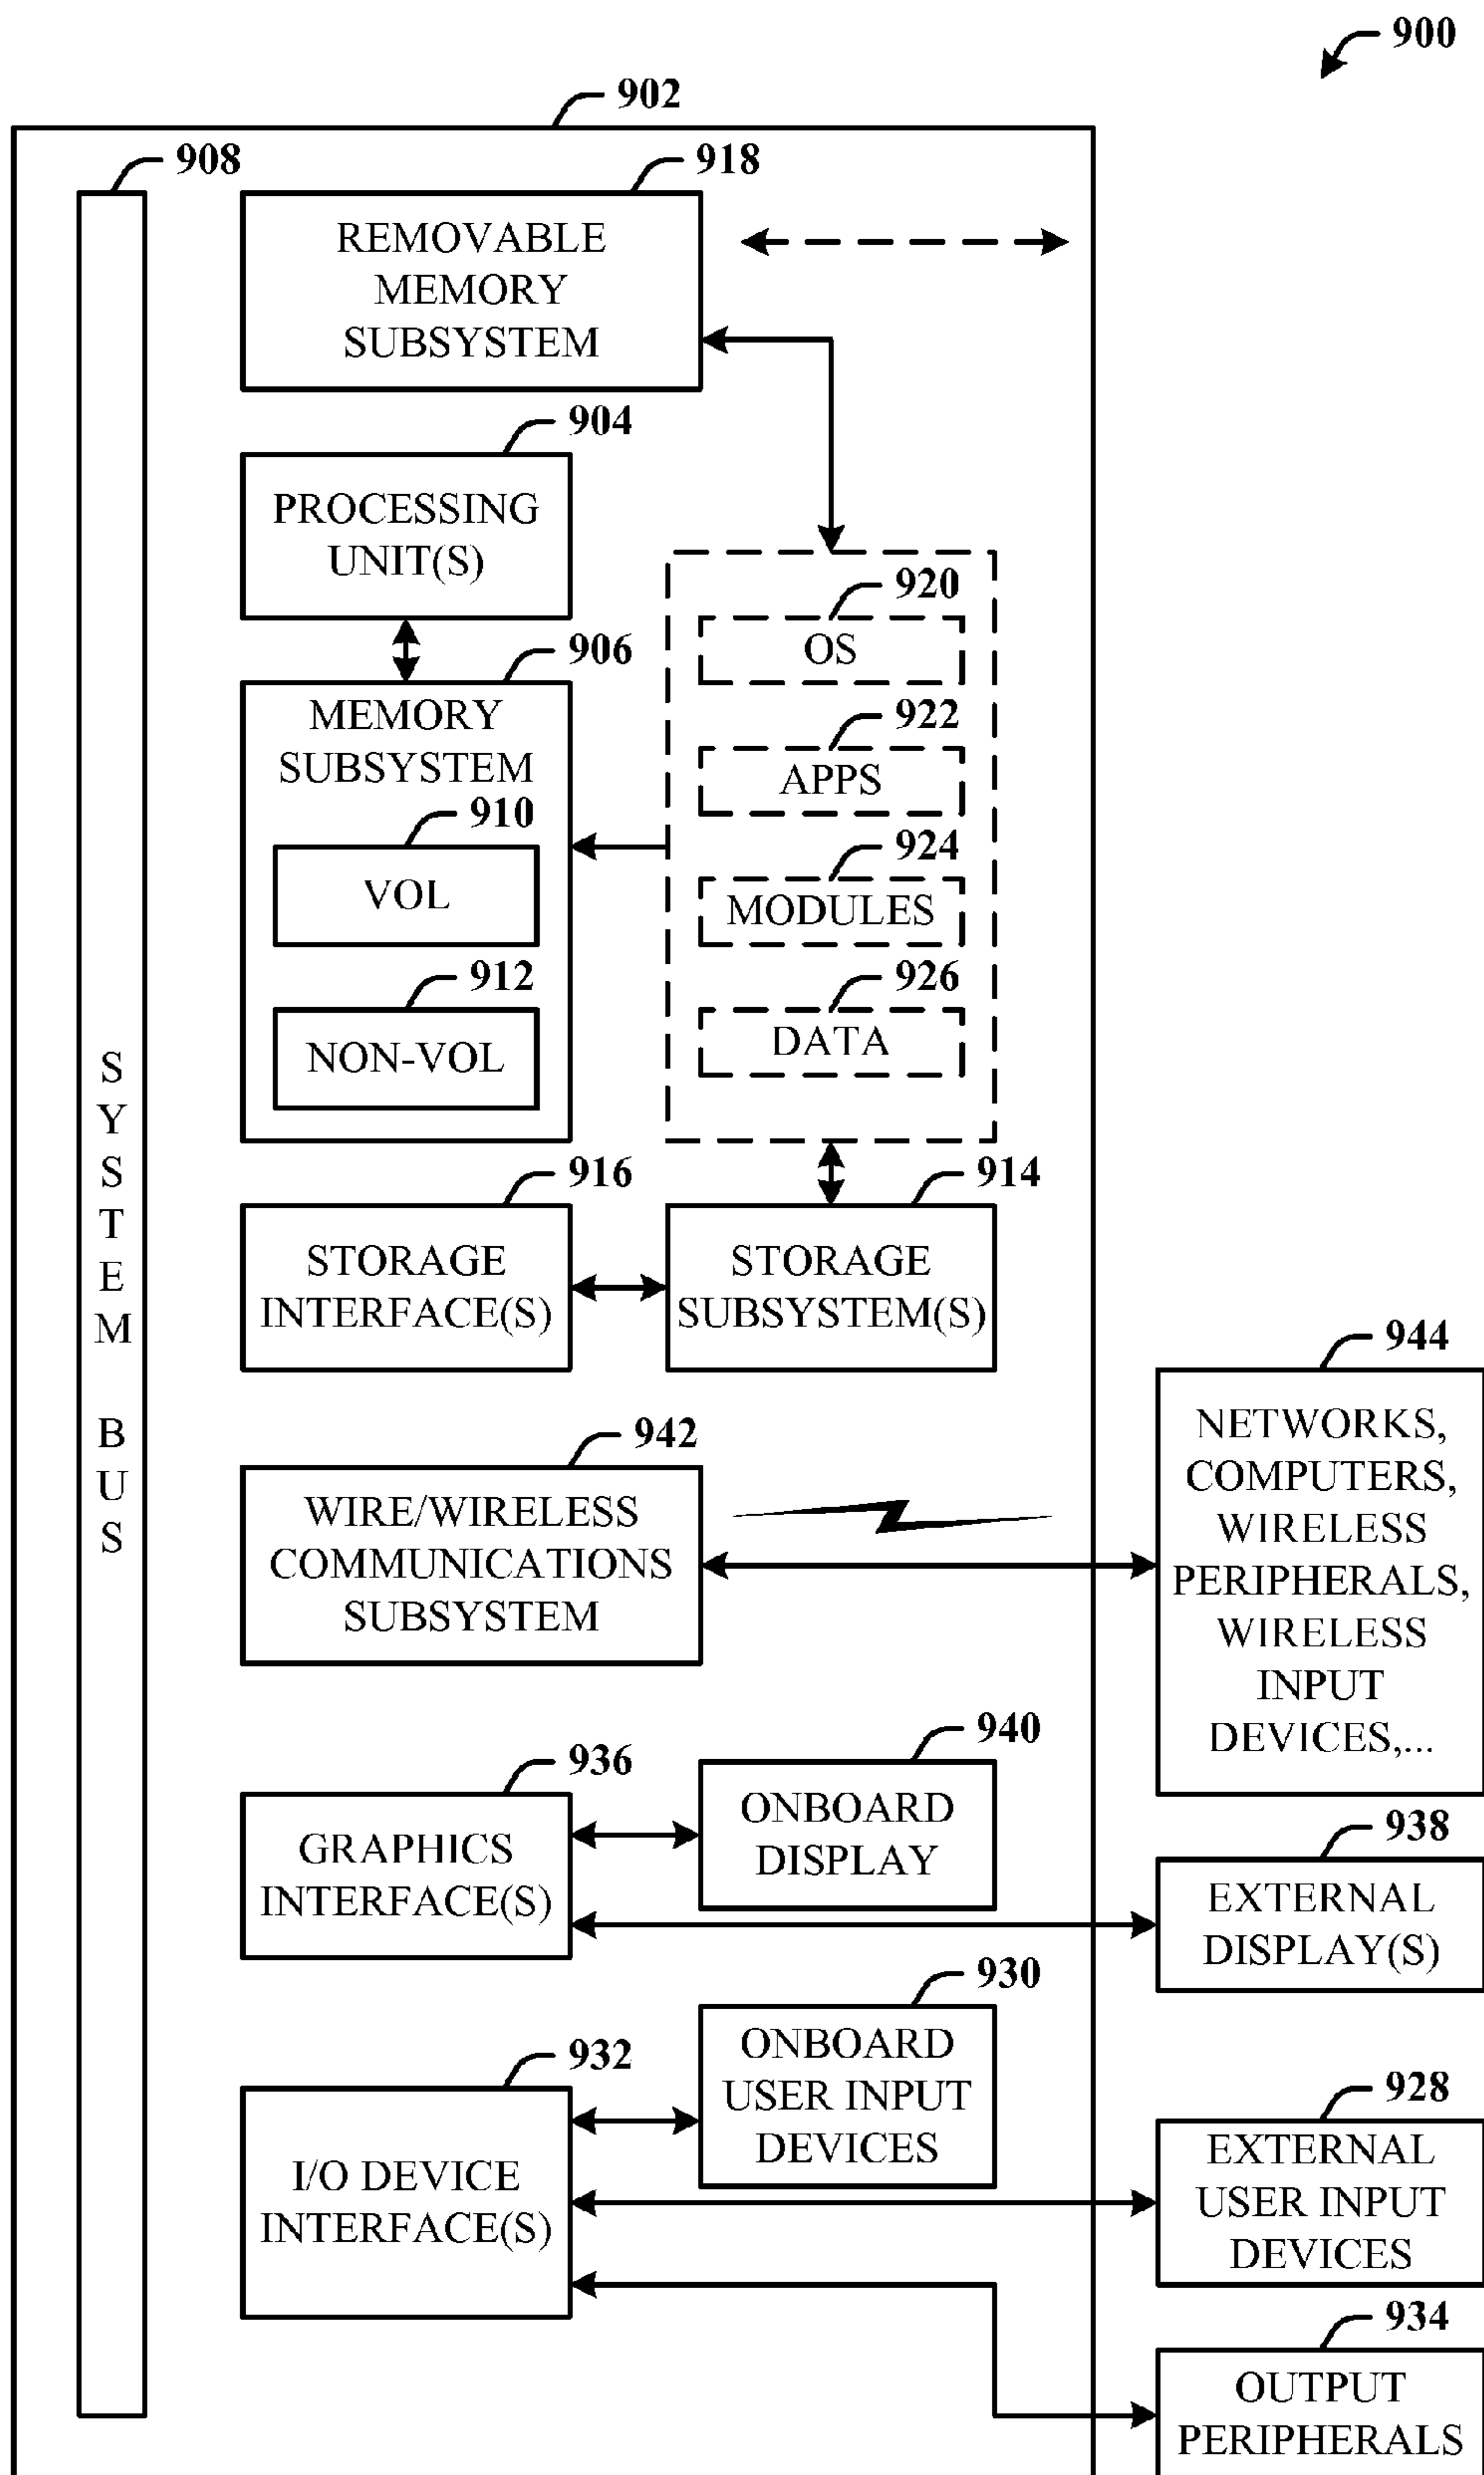 900
902
908
918
REMOVABLE
MEMORY
SUBSYSTEM
904
PROCESSING
UNIT(S)
906
MEMORY
SUBSYSTEM
910
VOL
912
NON-VOL
920
OS
922
APPS
924
MODULES
926
DATA
916
STORAGE
INTERFACE(S)
914
STORAGE
SUBSYSTEM(S)
SYSTEM BUS
942
WIRE/WIRELESS
COMMUNICATIONS
SUBSYSTEM
944
NETWORKS,
COMPUTERS,
WIRELESS
PERIPHERALS,
WIRELESS
INPUT
DEVICES,...
936
GRAPHICS
INTERFACE(S)
940
ONBOARD
DISPLAY
938
EXTERNAL
DISPLAY(S)
932
I/O DEVICE
INTERFACE(S)
930
ONBOARD
USER INPUT
DEVICES
928
EXTERNAL
USER INPUT
DEVICES
934
OUTPUT
PERIPHERALS